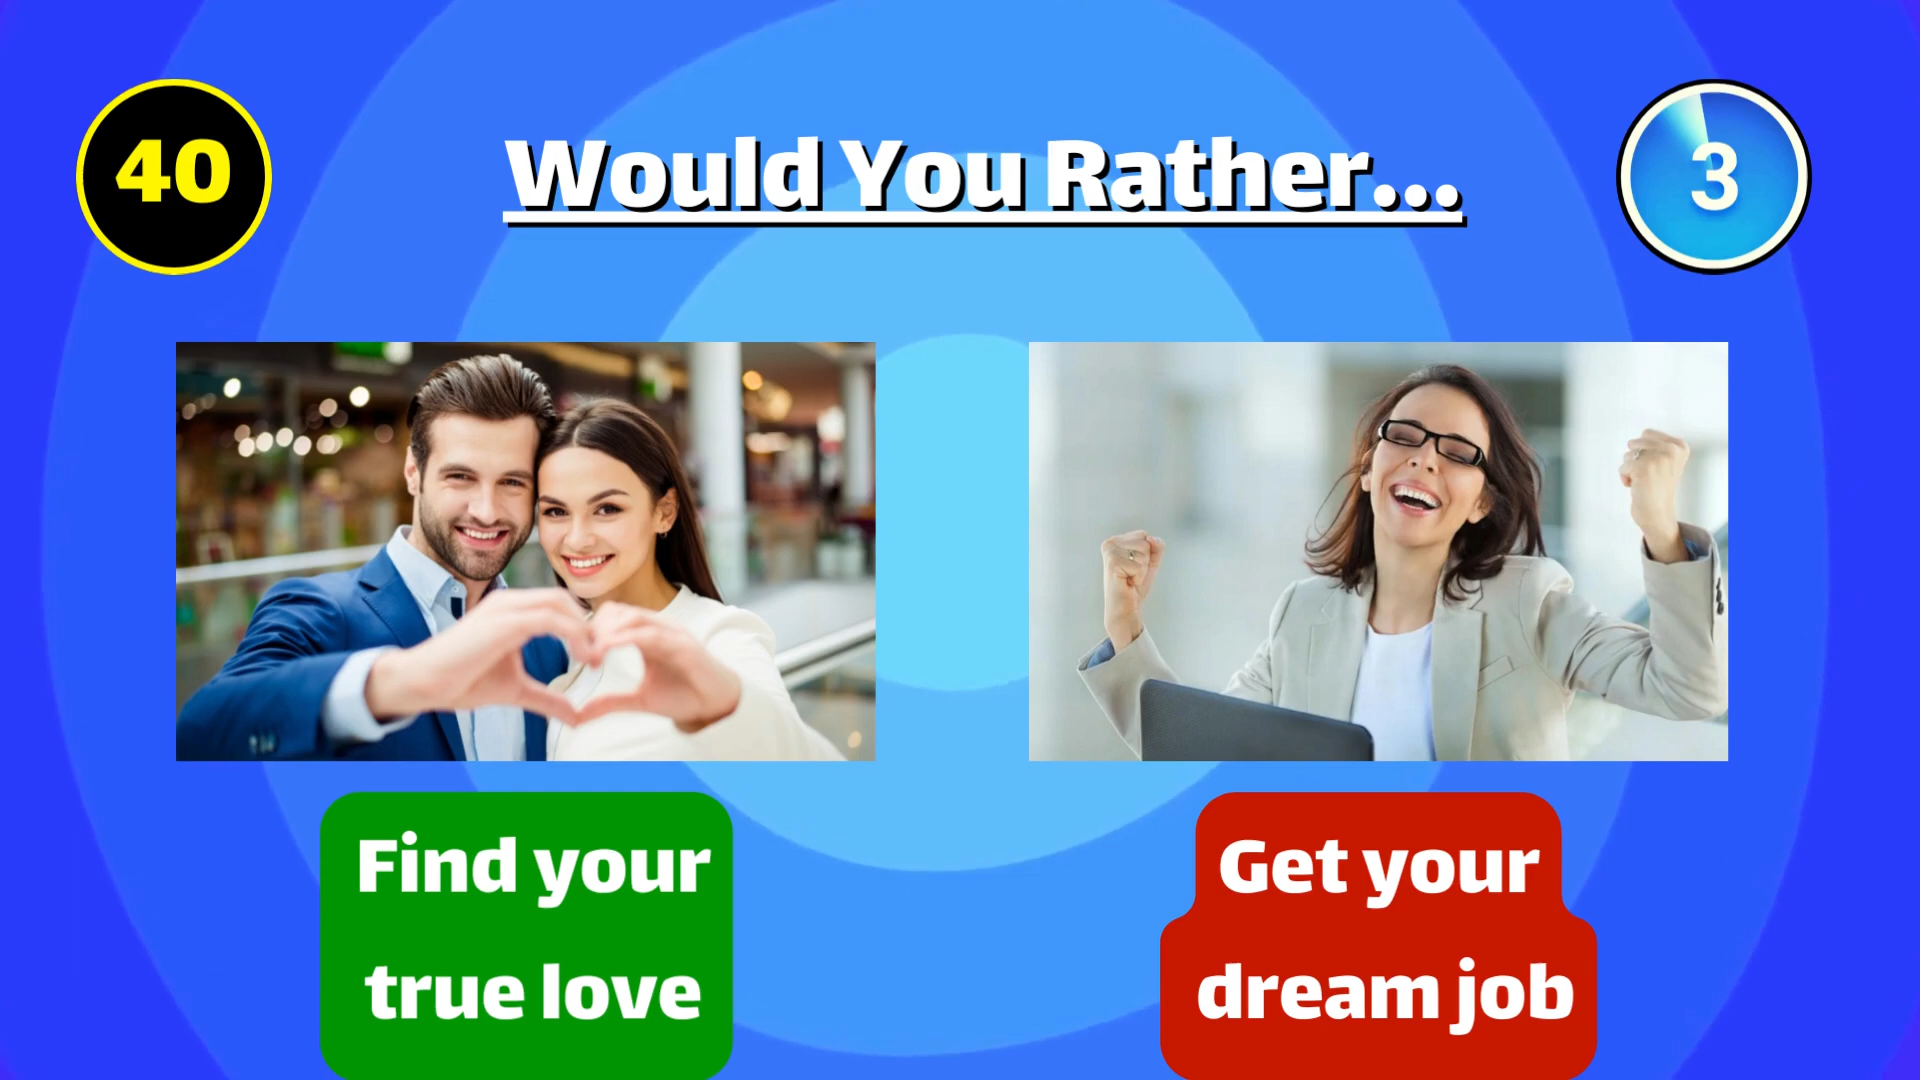 40
Would You Rather...
3
Find your
true love
Get your
dream job